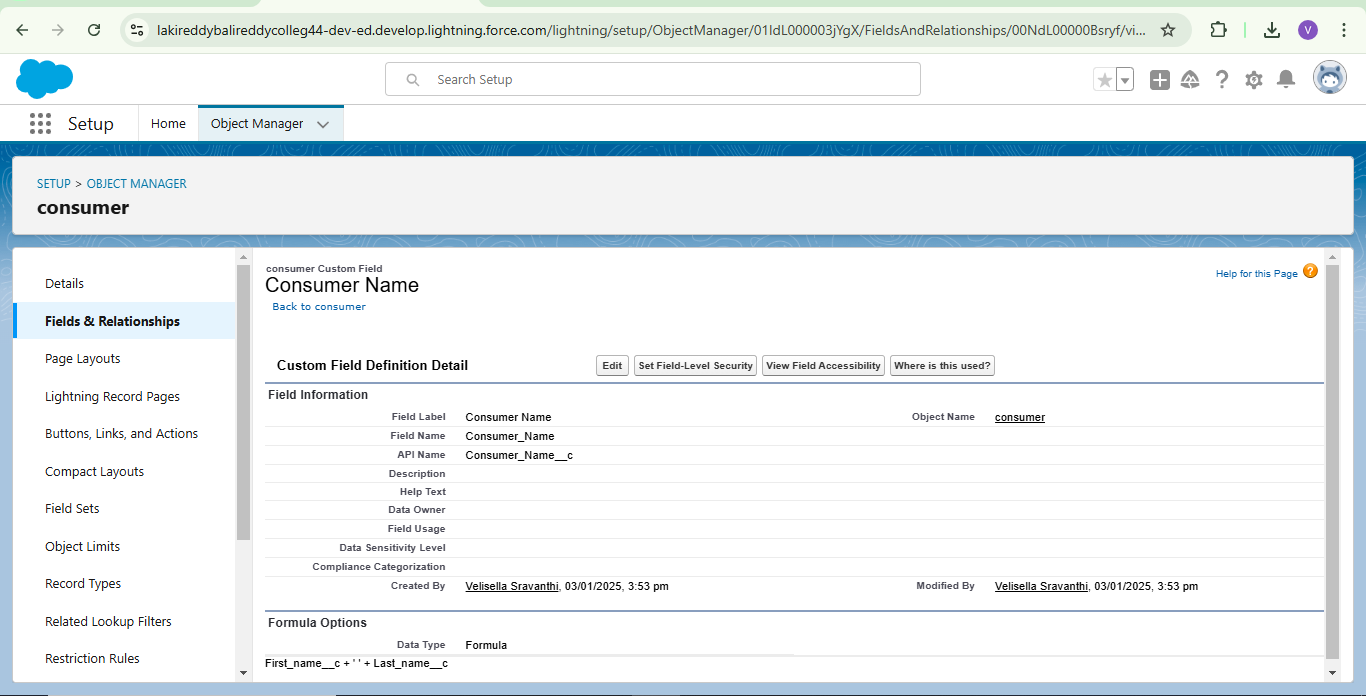 lakireddybalireddycolleg44-dev-ed.develop.lightning.force.com/lightning/setup/ObjectManager/01IdL000003jYgX/FieldsAndRelationships/00NdL00000Bsryf/vi...
V
Search Setup
Setup
Home
Object Manager
SETUP > OBJECT MANAGER
consumer
Details
Fields & Relationships
Page Layouts
Lightning Record Pages
Buttons, Links, and Actions
Compact Layouts
Field Sets
Object Limits
Record Types
Related Lookup Filters
Restriction Rules
consumer Custom Field
Consumer Name
Back to consumer
Help for this Page ?
Custom Field Definition Detail Edit Set Field-Level Security View Field Accessibility Where is this used?
Field Information
Field Label Consumer Name Object Name consumer
Field Name Consumer_Name
API Name Consumer_Name__c
Description
Help Text
Data Owner
Field Usage
Data Sensitivity Level
Compliance Categorization
Created By Velisella Sravanthi, 03/01/2025, 3:53 pm Modified By Velisella Sravanthi, 03/01/2025, 3:53 pm
Formula Options
Data Type Formula
First_name__c + ' ' + Last_name__c